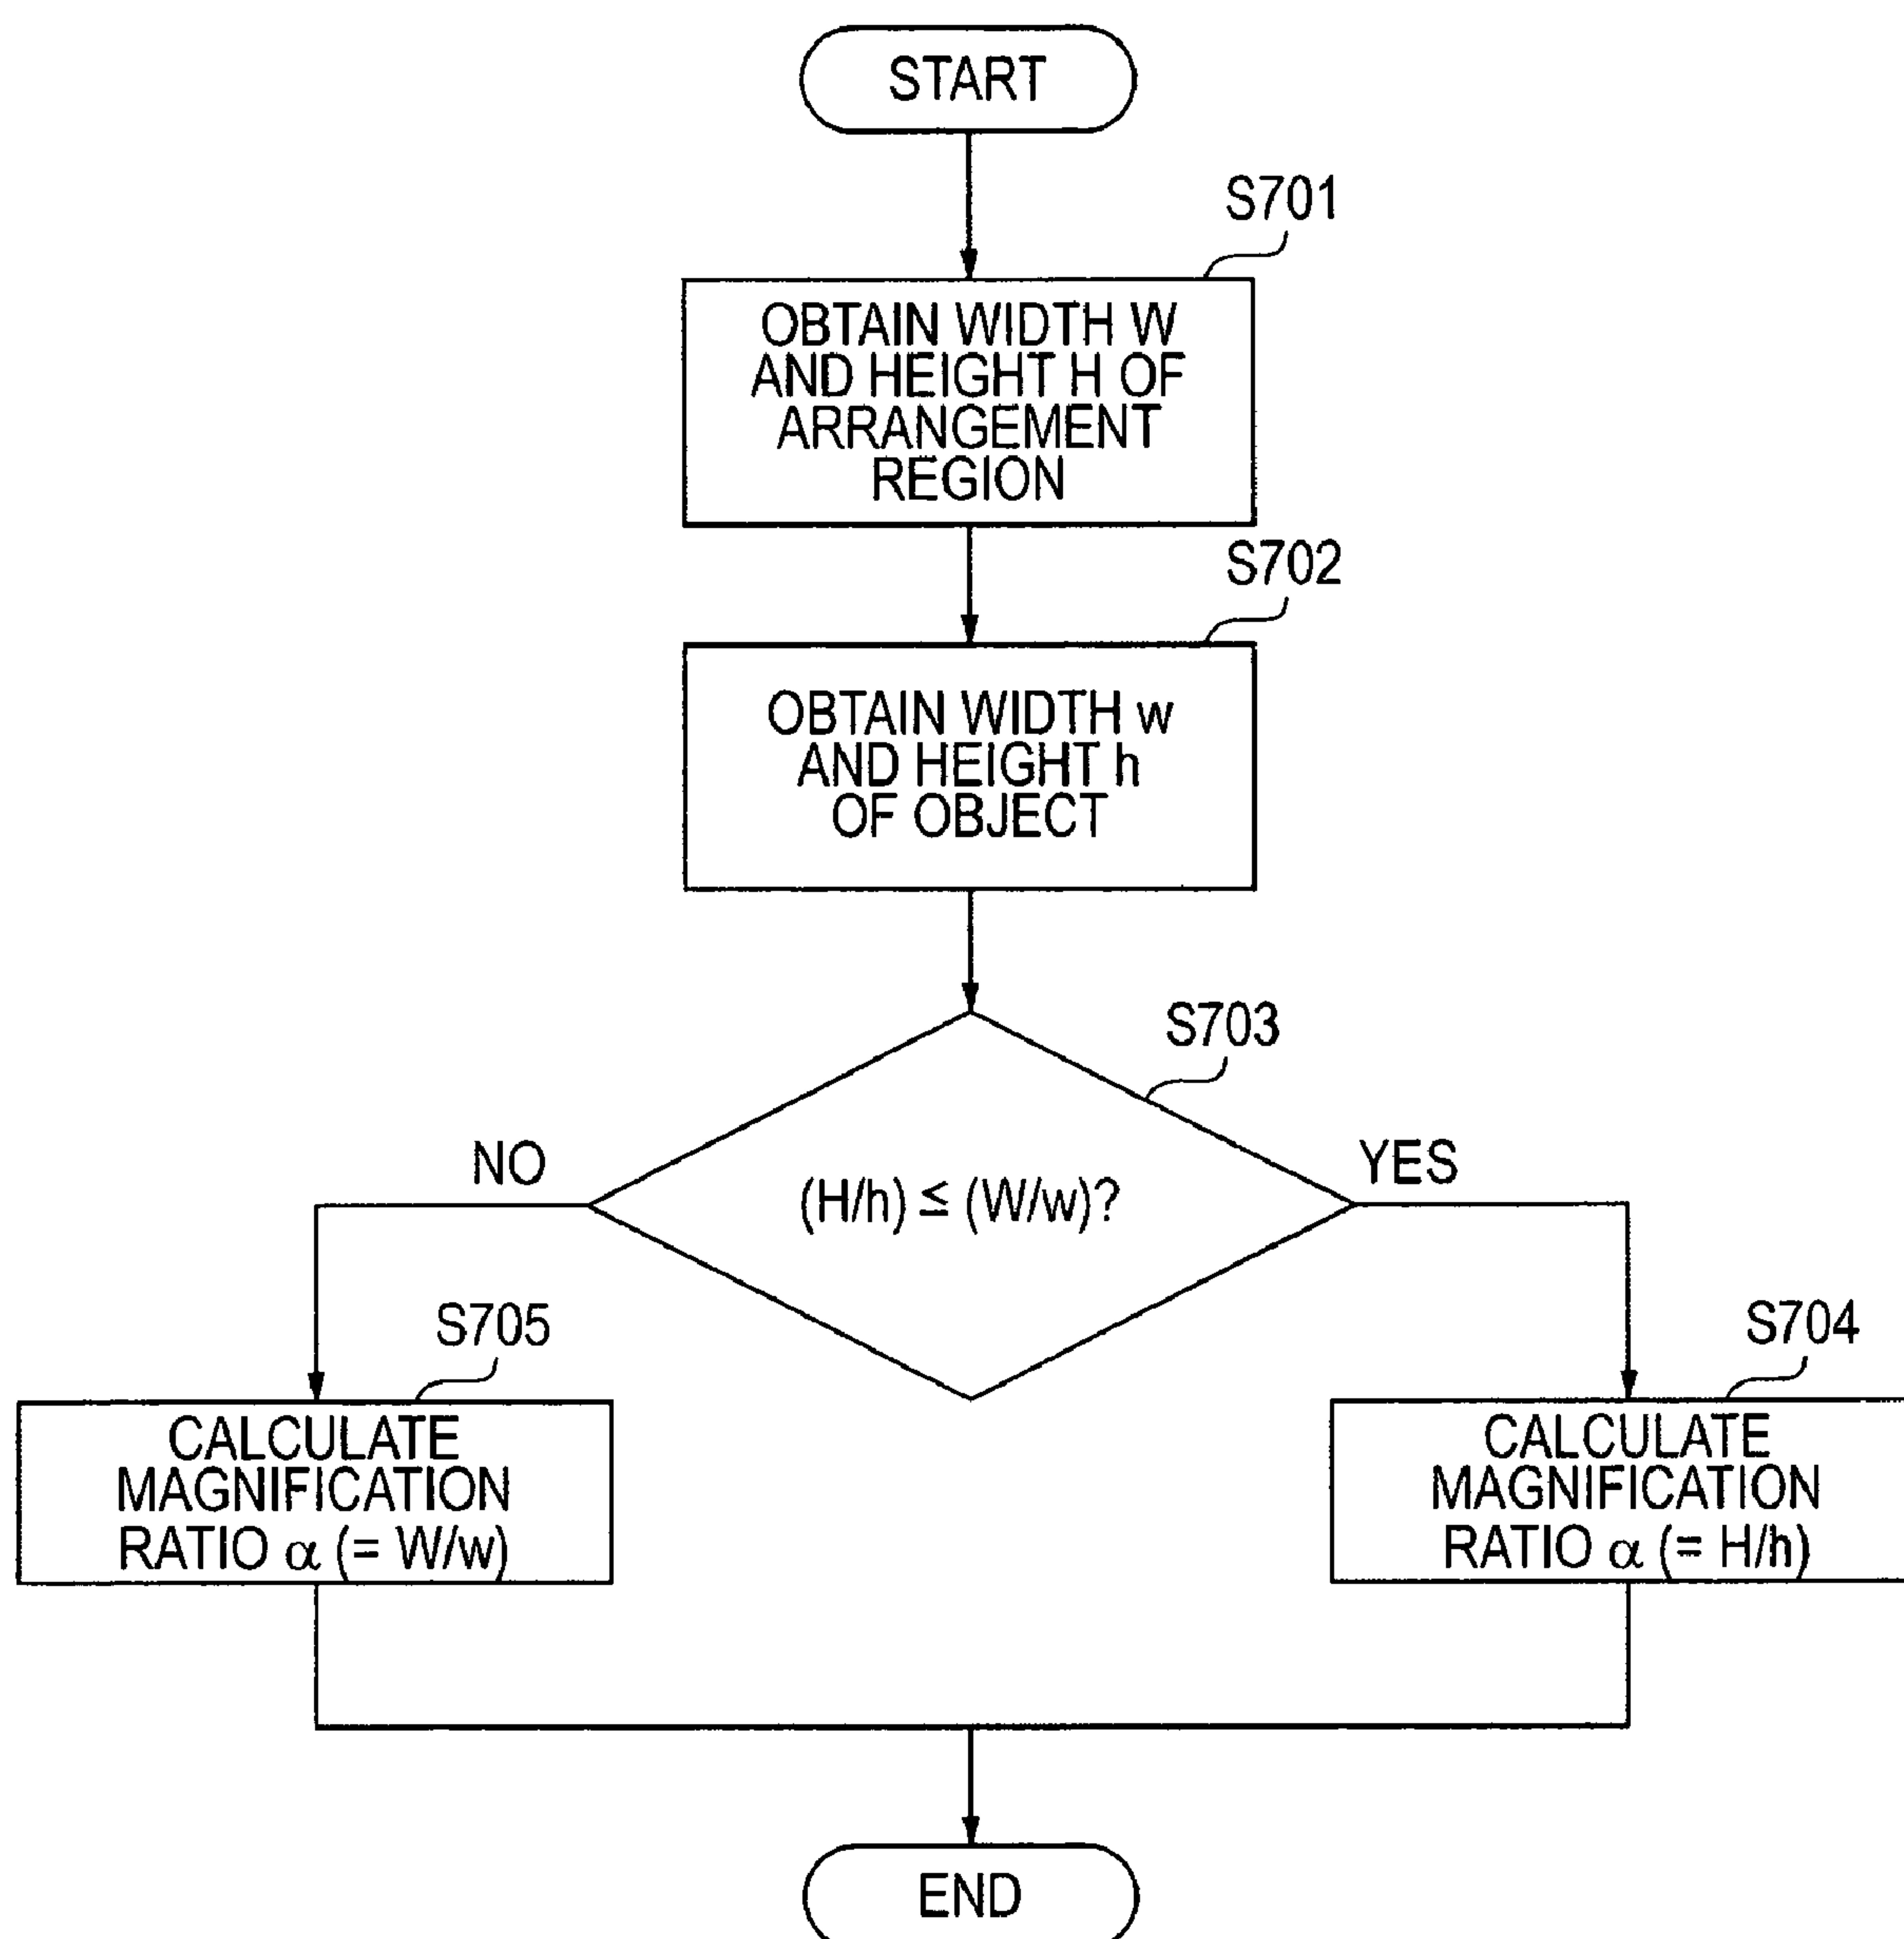 START
S701
OBTAIN WIDTH W
AND HEIGHT H OF
ARRANGEMENT
REGION
S702
OBTAIN WIDTH w
AND HEIGHT h
OF OBJECT
S703
NO
(H/h) ≤ (W/w)?
YES
S705
CALCULATE
MAGNIFICATION
RATIO α (= W/w)
S704
CALCULATE
MAGNIFICATION
RATIO α (= H/h)
END